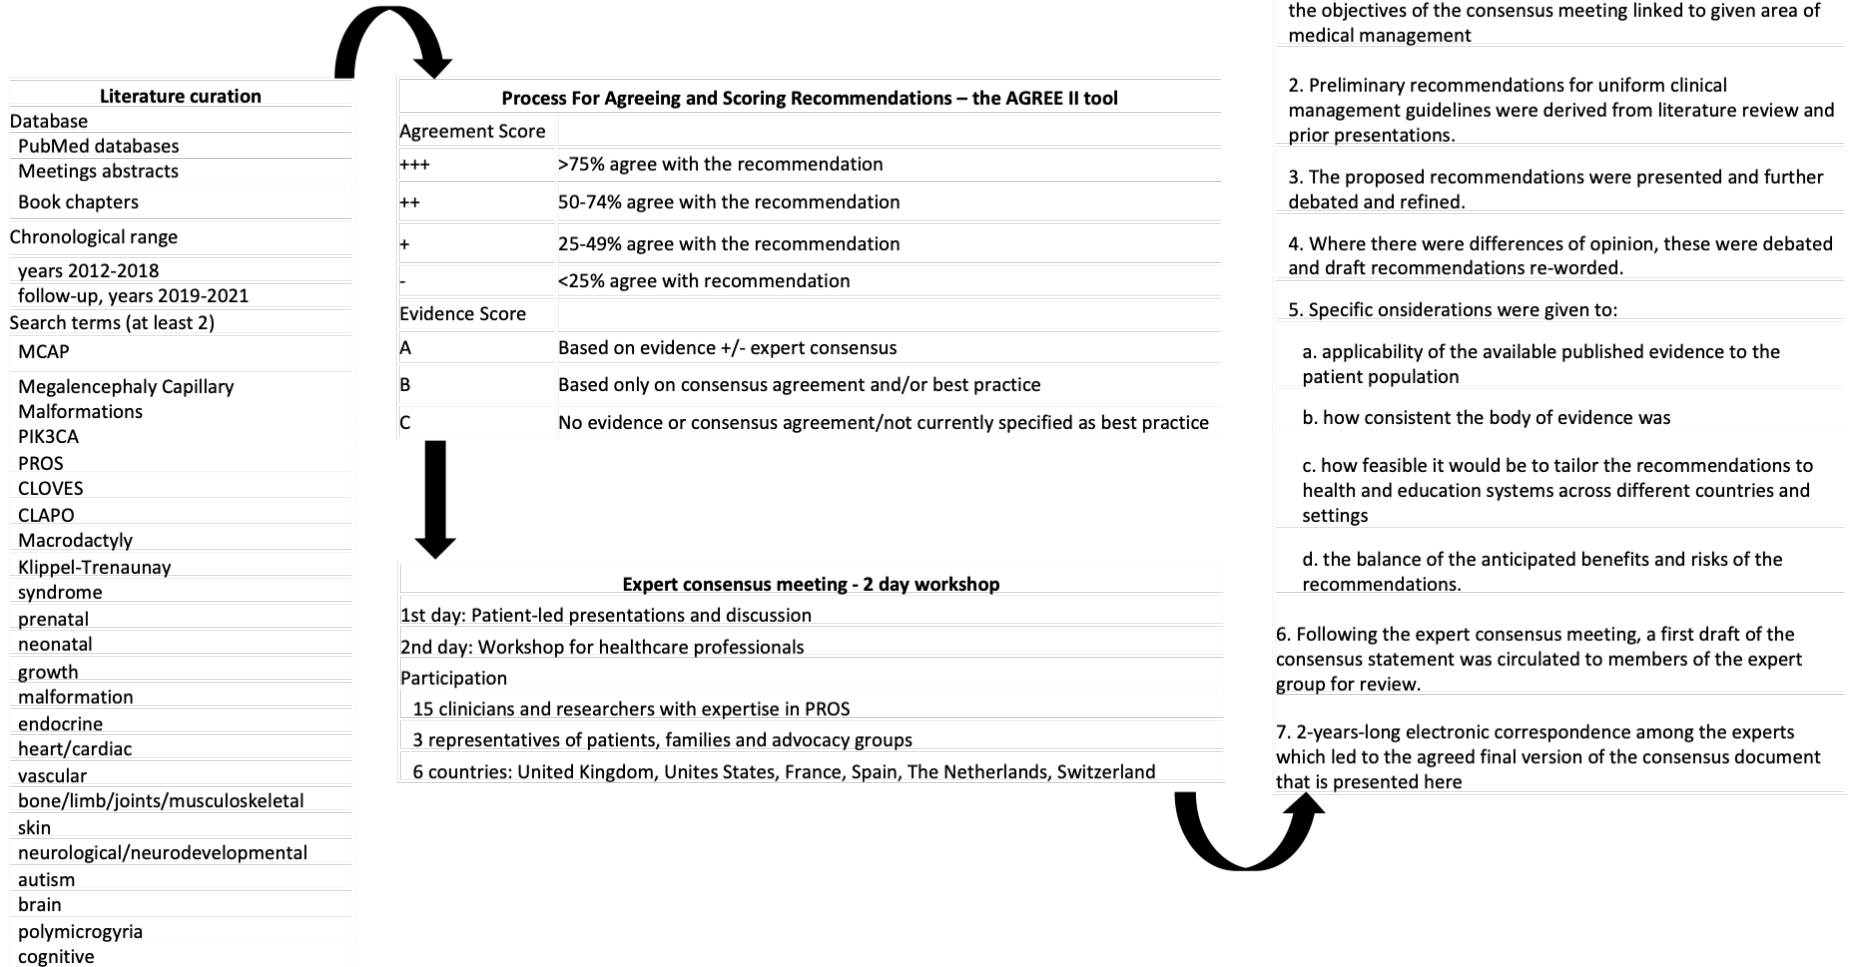 Literature curation
Database
PubMed databases
Meetings abstracts
Book chapters
Chronological range
years 2012-2018
follow-up, years 2019-2021
Search terms (at least 2)
MCAP
Megalencephaly Capillary
Malformations
PIK3CA
PROS
CLOVES
CLAPO
Macrodactyly
Klippel-Trenaunay
syndrome
prenatal
neonatal
growth
malformation
endocrine
heart/cardiac
vascular
bone/limb/joints/musculoskeletal
skin
neurological/neurodevelopmental
autism
brain
polymicrogyria
cognitive
Process For Agreeing and Scoring Recommendations – the AGREE II tool
Agreement Score
+++ >75% agree with the recommendation
++ 50-74% agree with the recommendation
+ 25-49% agree with the recommendation
- <25% agree with recommendation
Evidence Score
A Based on evidence +/- expert consensus
B Based only on consensus agreement and/or best practice
C No evidence or consensus agreement/not currently specified as best practice
Expert consensus meeting - 2 day workshop
1st day: Patient-led presentations and discussion
2nd day: Workshop for healthcare professionals
Participation
15 clinicians and researchers with expertise in PROS
3 representatives of patients, families and advocacy groups
6 countries: United Kingdom, Unites States, France, Spain, The Netherlands, Switzerland
the objectives of the consensus meeting linked to given area of
medical management
2. Preliminary recommendations for uniform clinical
management guidelines were derived from literature review and
prior presentations.
3. The proposed recommendations were presented and further
debated and refined.
4. Where there were differences of opinion, these were debated
and draft recommendations re-worded.
5. Specific onsiderations were given to:
a. applicability of the available published evidence to the
patient population
b. how consistent the body of evidence was
c. how feasible it would be to tailor the recommendations to
health and education systems across different countries and
settings
d. the balance of the anticipated benefits and risks of the
recommendations.
6. Following the expert consensus meeting, a first draft of the
consensus statement was circulated to members of the expert
group for review.
7. 2-years-long electronic correspondence among the experts
which led to the agreed final version of the consensus document
that is presented here